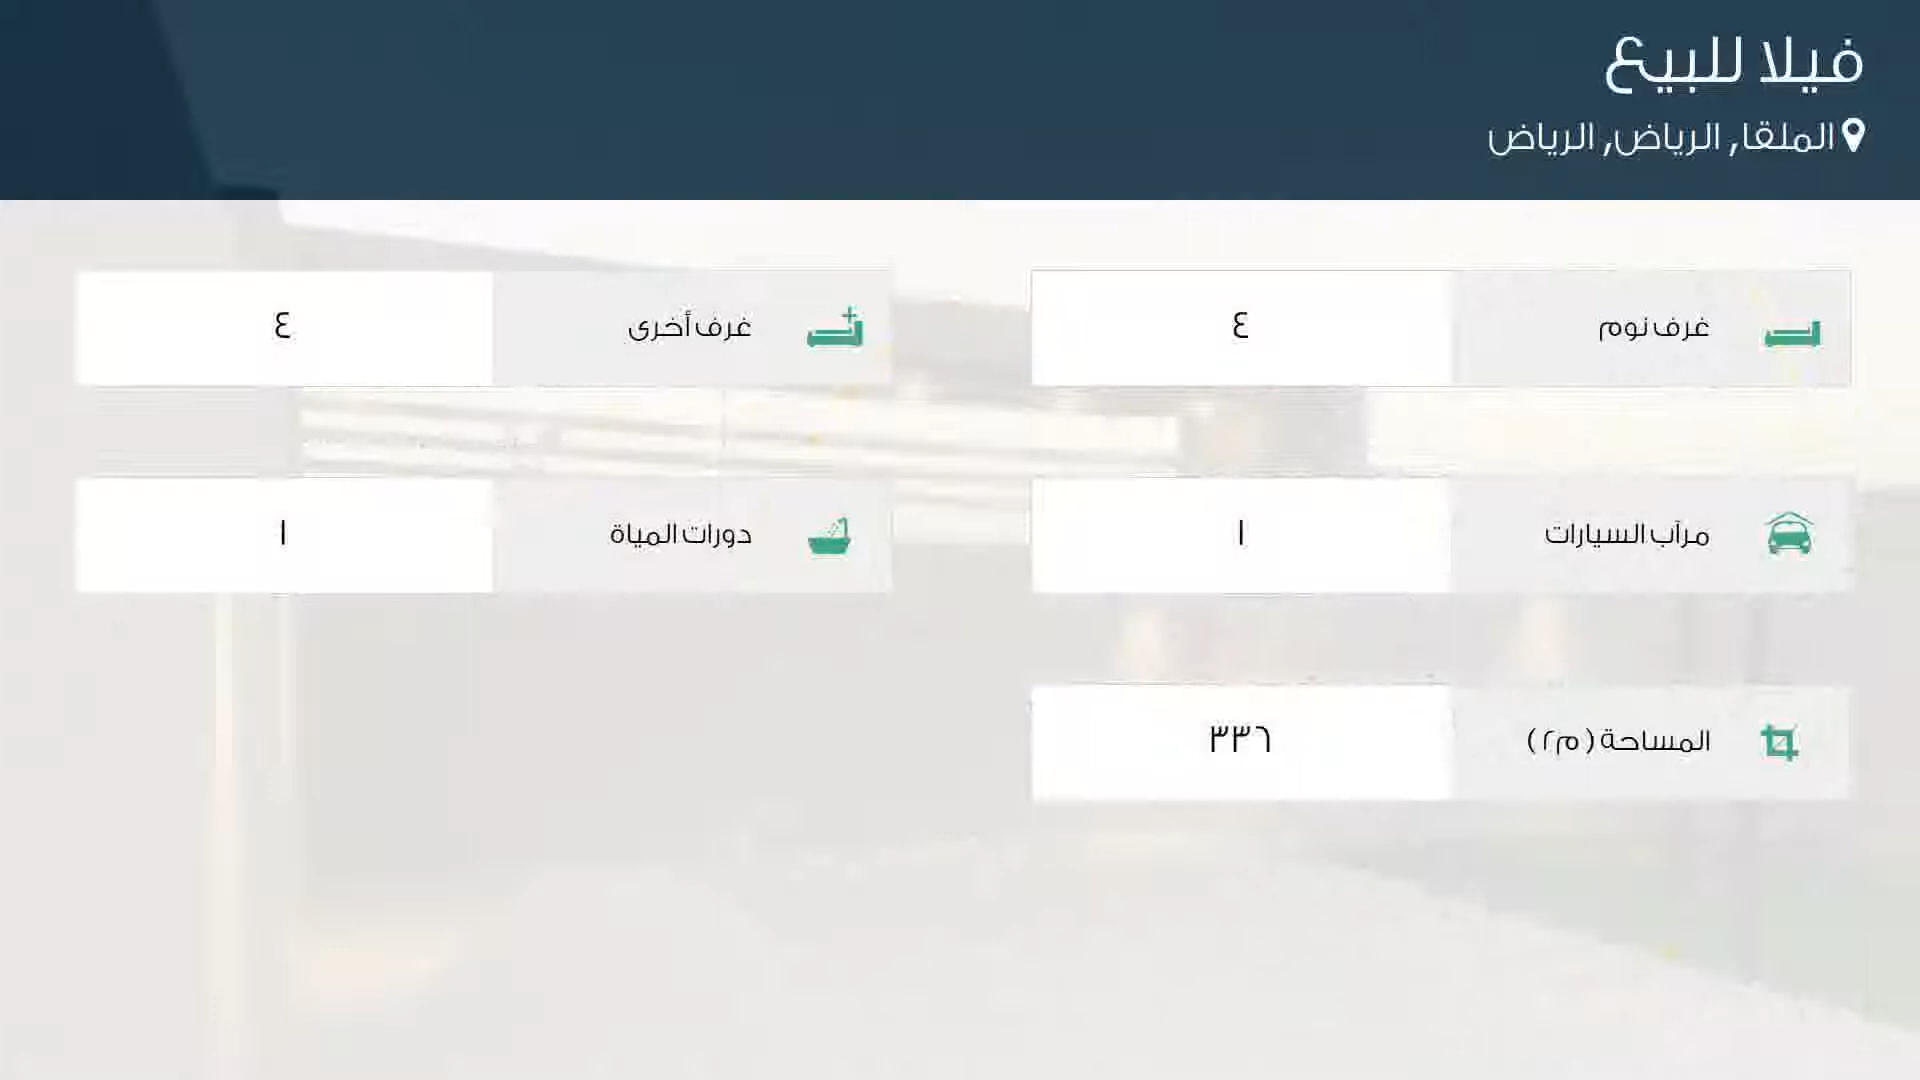 فيلا للبيع
الملقا, الرياض, الرياض
غرف نوم ٤
غرف أخرى ٤
مرآب السيارات ١
دورات المياة ١
المساحة (م٢) ٣٣٦